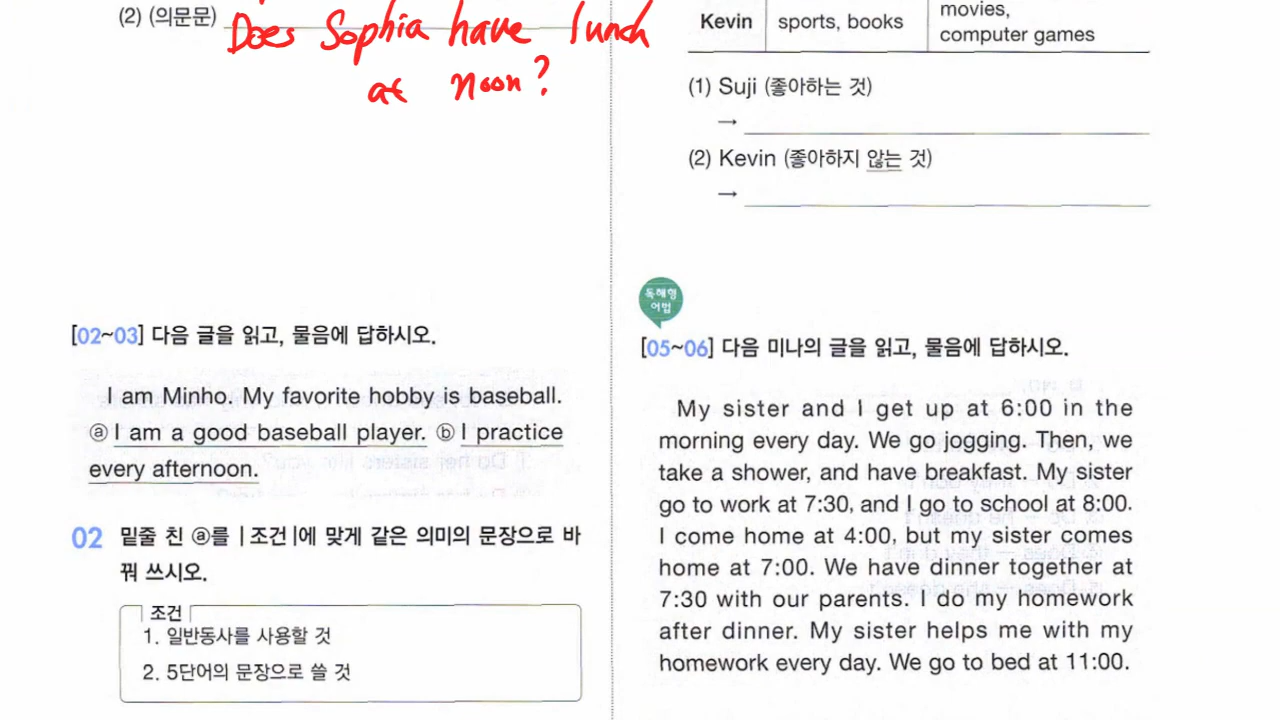 (2) (의문문) Does Sophia have lunch
at noon?
[02~03] 다음 글을 읽고, 물음에 답하시오.
I am Minho. My favorite hobby is baseball.
ⓐ I am a good baseball player. ⓑ I practice
every afternoon.
02 밑줄 친 ⓐ를 |조건|에 맞게 같은 의미의 문장으로 바
꿔 쓰시오.
조건
1. 일반동사를 사용할 것
2. 5단어의 문장으로 쓸 것
Kevin sports, books movies,
computer games
(1) Suji (좋아하는 것)
→
(2) Kevin (좋아하지 않는 것)
→
독해형
어법
[05~06] 다음 미나의 글을 읽고, 물음에 답하시오.
My sister and I get up at 6:00 in the
morning every day. We go jogging. Then, we
take a shower, and have breakfast. My sister
go to work at 7:30, and I go to school at 8:00.
I come home at 4:00, but my sister comes
home at 7:00. We have dinner together at
7:30 with our parents. I do my homework
after dinner. My sister helps me with my
homework every day. We go to bed at 11:00.